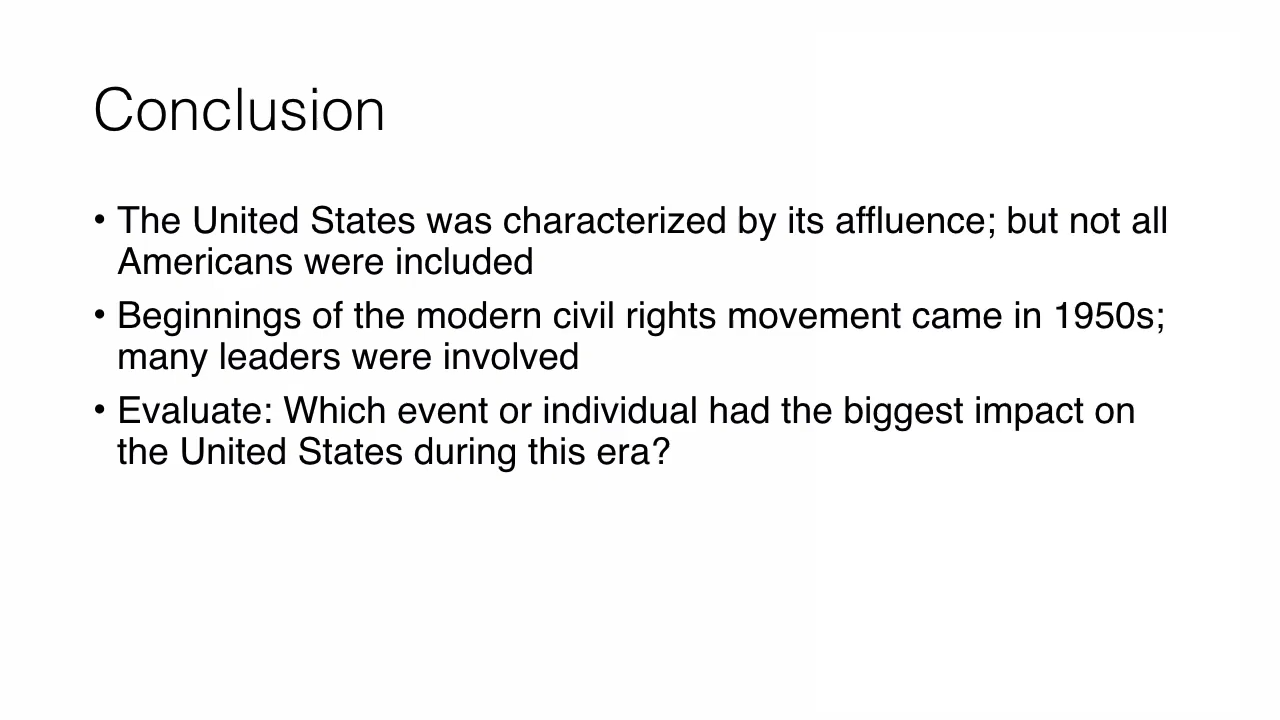 Conclusion
• The United States was characterized by its affluence; but not all
Americans were included
• Beginnings of the modern civil rights movement came in 1950s;
many leaders were involved
• Evaluate: Which event or individual had the biggest impact on
the United States during this era?